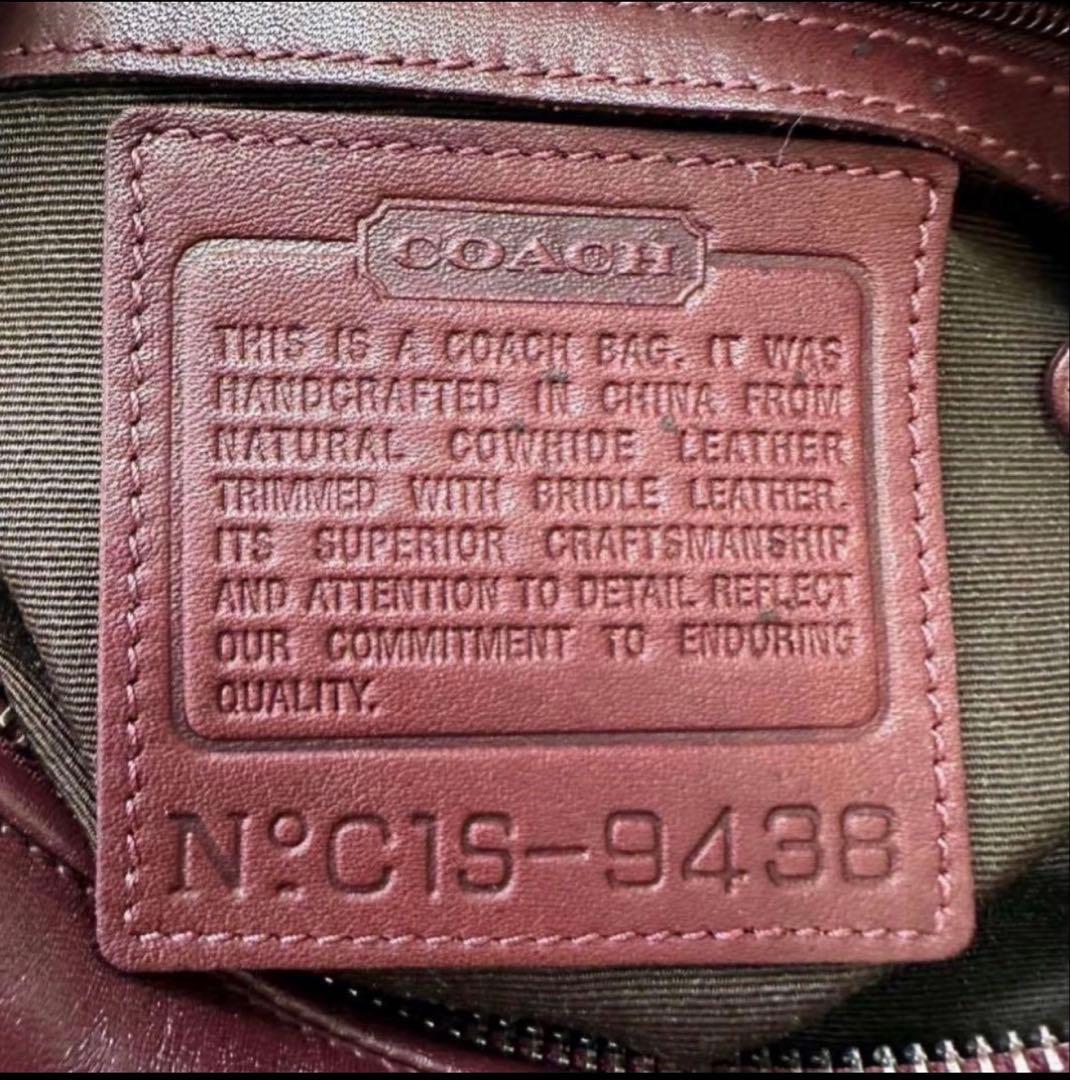 COACH
THIS IS A COACH BAG. IT WAS
HANDCRAFTED IN CHINA FROM
NATURAL COWHIDE LEATHER
TRIMMED WITH BRIDLE LEATHER.
ITS SUPERIOR CRAFTSMANSHIP
AND ATTENTION TO DETAIL REFLECT
OUR COMMITMENT TO ENDURING
QUALITY.
Nº.C1S-9438